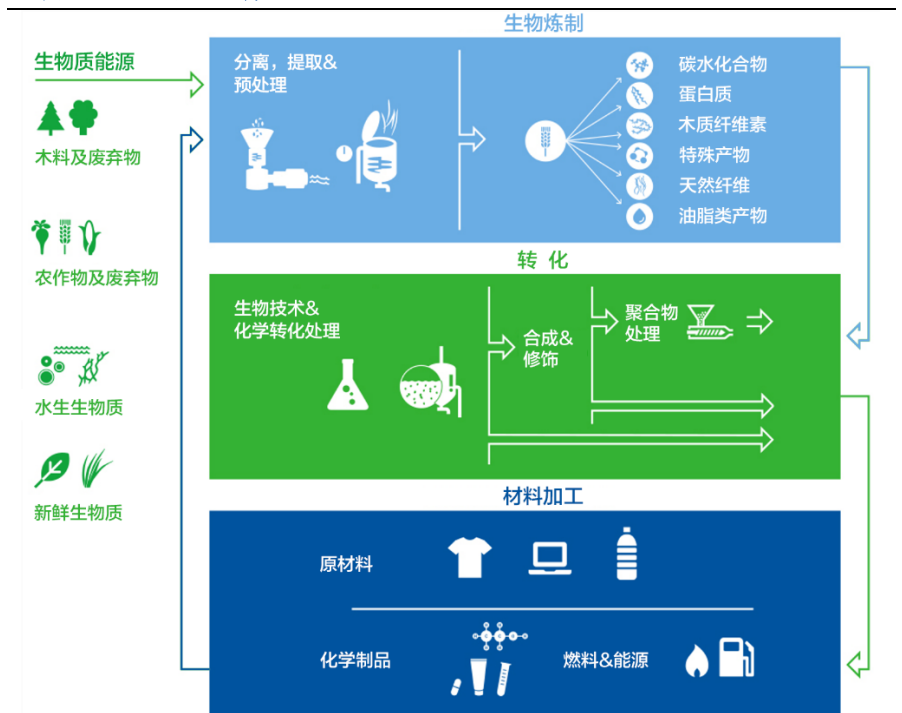 生物炼制
生物质能源
木料及废弃物
农作物及废弃物
水生生物质
新鲜生物质
分离，提取&
预处理
碳水化合物
蛋白质
木质纤维素
特殊产物
天然纤维
油脂类产物
转 化
生物技术&
化学转化处理
合成&
修饰
聚合物
处理
材料加工
原材料
化学制品
燃料&能源